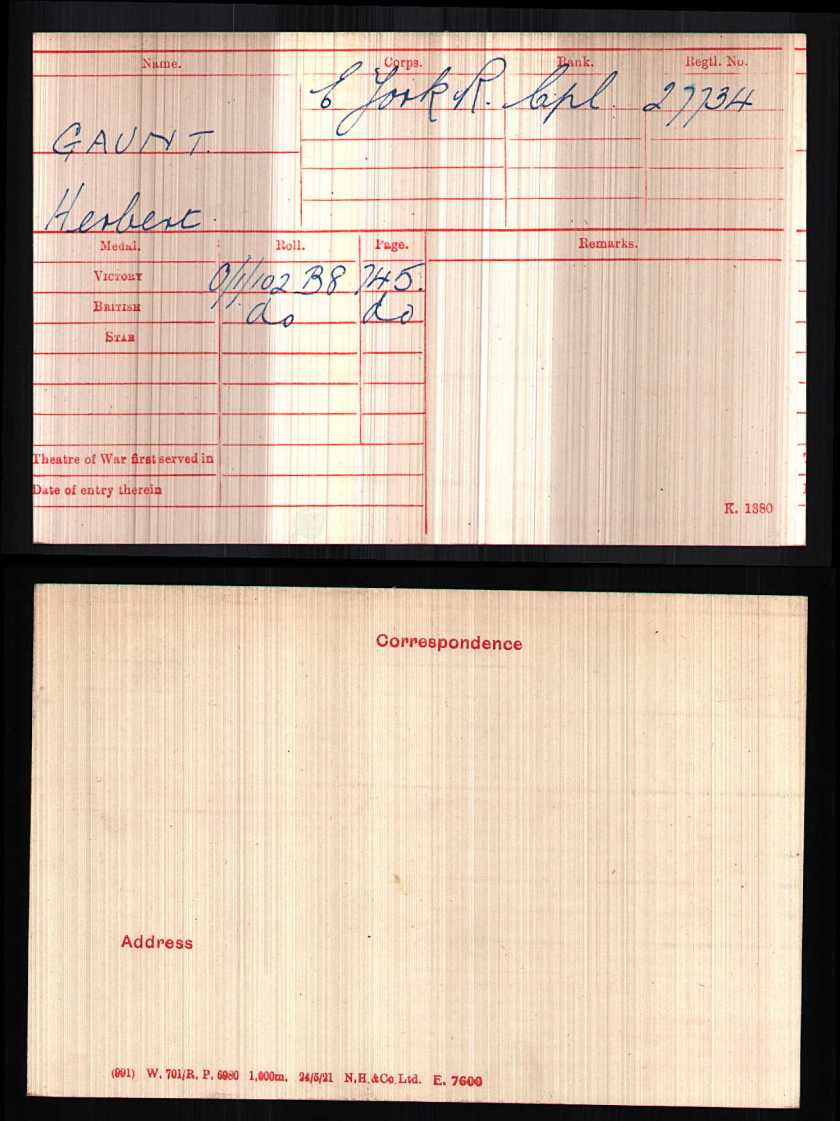 Name. Corps. Rank. Regtl. No.
E York R. Cpl. 27734
GAUNT.
Herbert.
Medal. Roll. Page. Remarks.
VICTORY 0/1/102 B8 745.
BRITISH do do
STAR
Theatre of War first served in
Date of entry therein
K. 1380
Correspondence
Address
(991) W. 701/R. P. 6980 1,000m. 24/5/21 N.H.&Co.Ltd. E. 7600